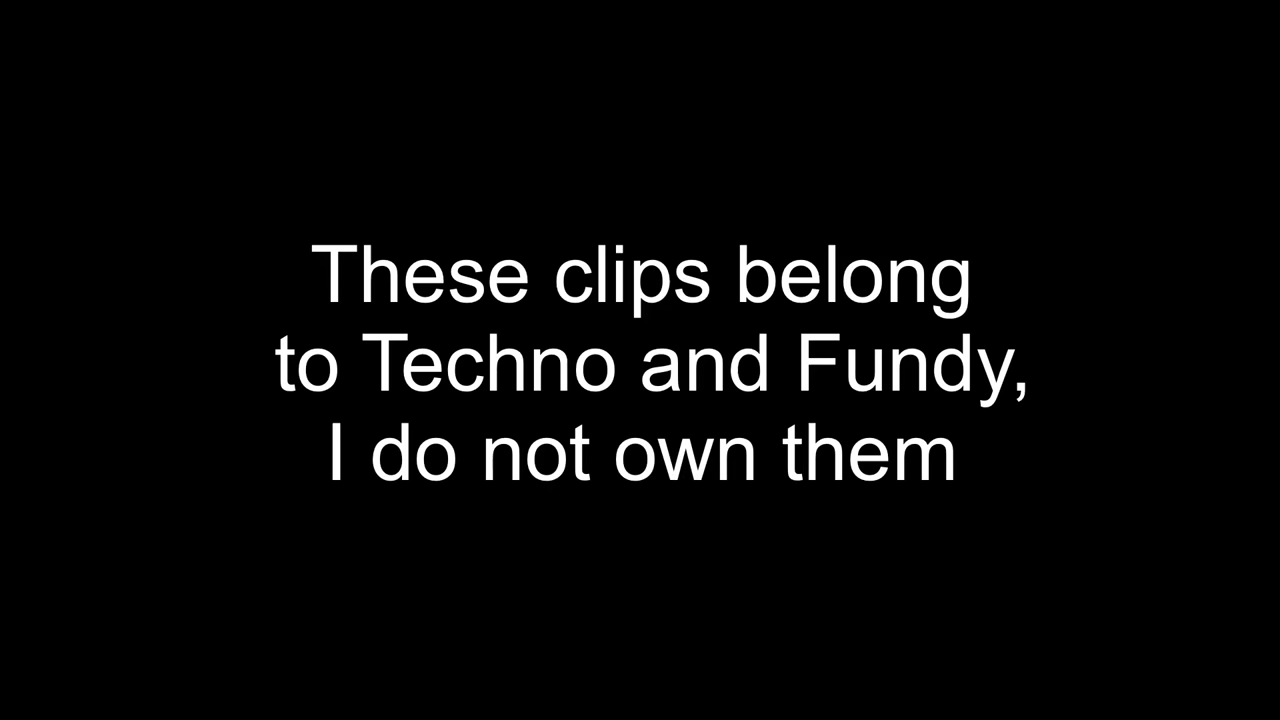 These clips belong
to Techno and Fundy,
I do not own them